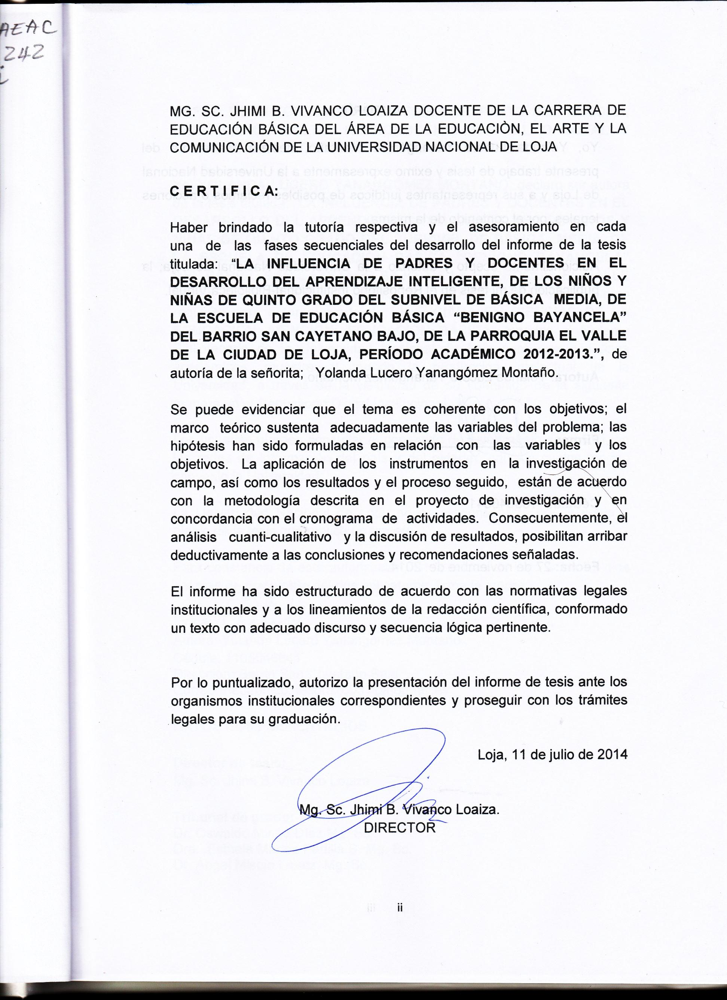 AEAC
242
i
MG. SC. JHIMI B. VIVANCO LOAIZA DOCENTE DE LA CARRERA DE
EDUCACIÓN BÁSICA DEL ÁREA DE LA EDUCACIÒN, EL ARTE Y LA
COMUNICACIÓN DE LA UNIVERSIDAD NACIONAL DE LOJA
C E R T I F I C A:
Haber brindado la tutoría respectiva y el asesoramiento en cada
una de las fases secuenciales del desarrollo del informe de la tesis
titulada: “LA INFLUENCIA DE PADRES Y DOCENTES EN EL
DESARROLLO DEL APRENDIZAJE INTELIGENTE, DE LOS NIÑOS Y
NIÑAS DE QUINTO GRADO DEL SUBNIVEL DE BÁSICA MEDIA, DE
LA ESCUELA DE EDUCACIÓN BÁSICA “BENIGNO BAYANCELA”
DEL BARRIO SAN CAYETANO BAJO, DE LA PARROQUIA EL VALLE
DE LA CIUDAD DE LOJA, PERÍODO ACADÉMICO 2012-2013.”, de
autoría de la señorita; Yolanda Lucero Yanangómez Montaño.
Se puede evidenciar que el tema es coherente con los objetivos; el
marco teórico sustenta adecuadamente las variables del problema; las
hipótesis han sido formuladas en relación con las variables y los
objetivos. La aplicación de los instrumentos en la investigación de
campo, así como los resultados y el proceso seguido, están de acuerdo
con la metodología descrita en el proyecto de investigación y en
concordancia con el cronograma de actividades. Consecuentemente, el
análisis cuanti-cualitativo y la discusión de resultados, posibilitan arribar
deductivamente a las conclusiones y recomendaciones señaladas.
El informe ha sido estructurado de acuerdo con las normativas legales
institucionales y a los lineamientos de la redacción científica, conformado
un texto con adecuado discurso y secuencia lógica pertinente.
Por lo puntualizado, autorizo la presentación del informe de tesis ante los
organismos institucionales correspondientes y proseguir con los trámites
legales para su graduación.
Loja, 11 de julio de 2014
Mg. Sc. Jhimi B. Vivanco Loaiza.
DIRECTOR
ii